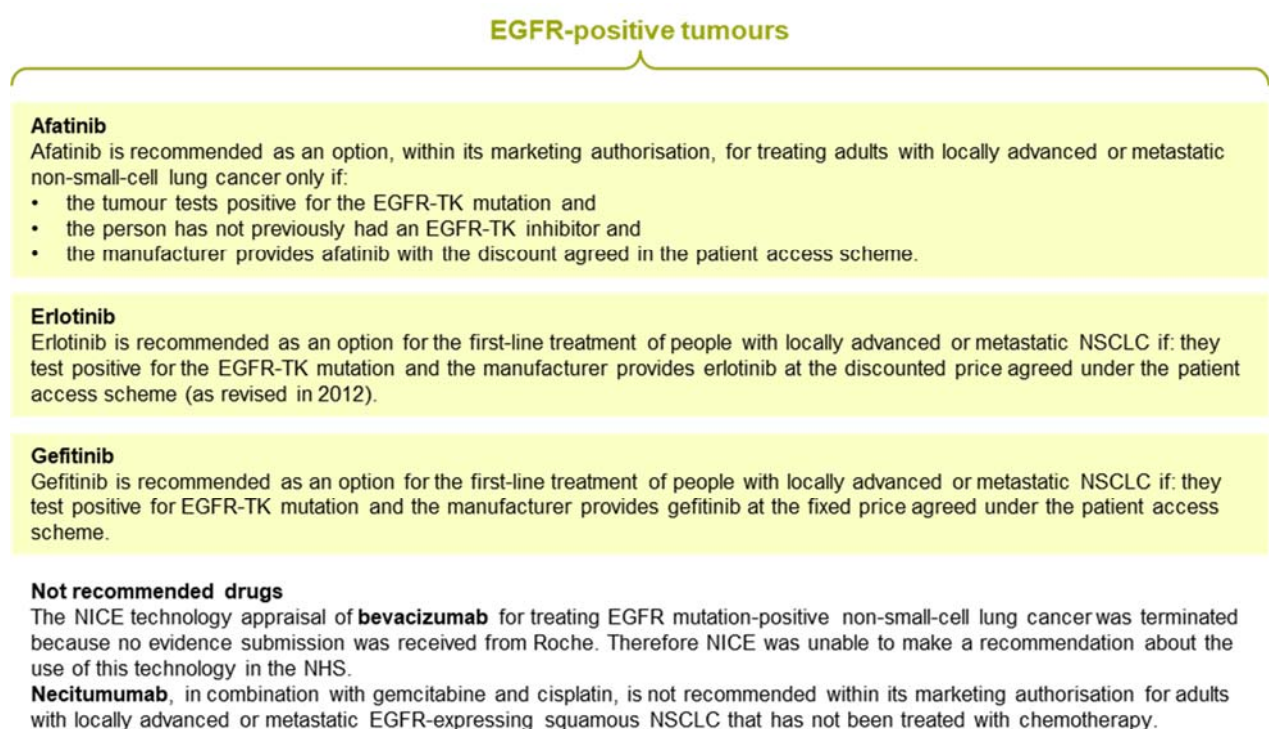 EGFR-positive tumours
Afatinib
Afatinib is recommended as an option, within its marketing authorisation, for treating adults with locally advanced or metastatic
non-small-cell lung cancer only if:
• the tumour tests positive for the EGFR-TK mutation and
• the person has not previously had an EGFR-TK inhibitor and
• the manufacturer provides afatinib with the discount agreed in the patient access scheme.
Erlotinib
Erlotinib is recommended as an option for the first-line treatment of people with locally advanced or metastatic NSCLC if: they
test positive for the EGFR-TK mutation and the manufacturer provides erlotinib at the discounted price agreed under the patient
access scheme (as revised in 2012).
Gefitinib
Gefitinib is recommended as an option for the first-line treatment of people with locally advanced or metastatic NSCLC if: they
test positive for EGFR-TK mutation and the manufacturer provides gefitinib at the fixed price agreed under the patient access
scheme.
Not recommended drugs
The NICE technology appraisal of bevacizumab for treating EGFR mutation-positive non-small-cell lung cancer was terminated
because no evidence submission was received from Roche. Therefore NICE was unable to make a recommendation about the
use of this technology in the NHS.
Necitumumab, in combination with gemcitabine and cisplatin, is not recommended within its marketing authorisation for adults
with locally advanced or metastatic EGFR-expressing squamous NSCLC that has not been treated with chemotherapy.